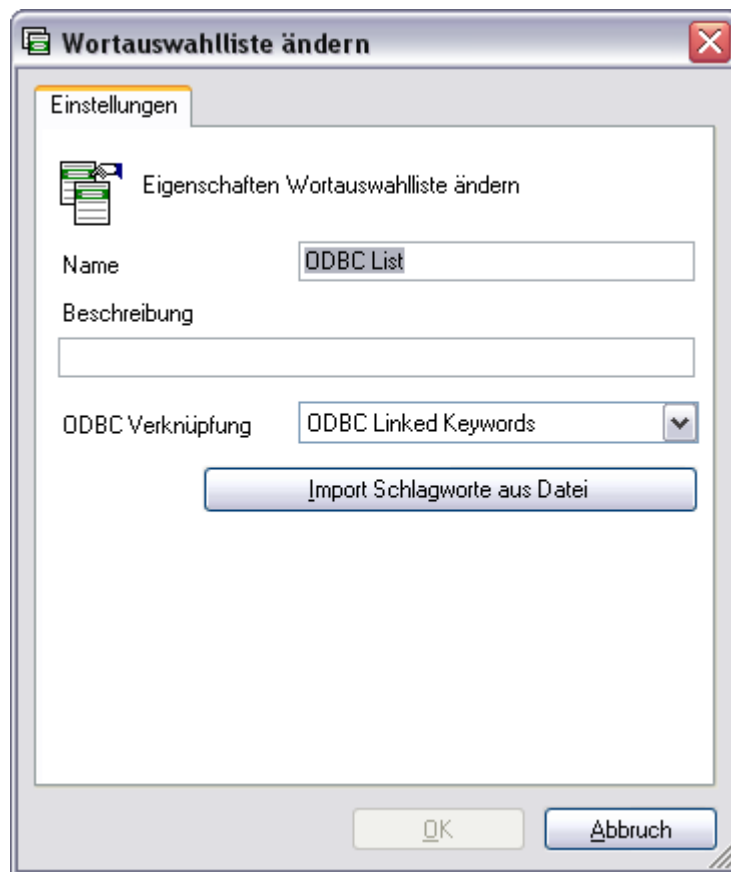 Wortauswahlliste ändern
Einstellungen
Eigenschaften Wortauswahlliste ändern
Name ODBC List
Beschreibung
ODBC Verknüpfung ODBC Linked Keywords
Import Schlagworte aus Datei
OK Abbruch